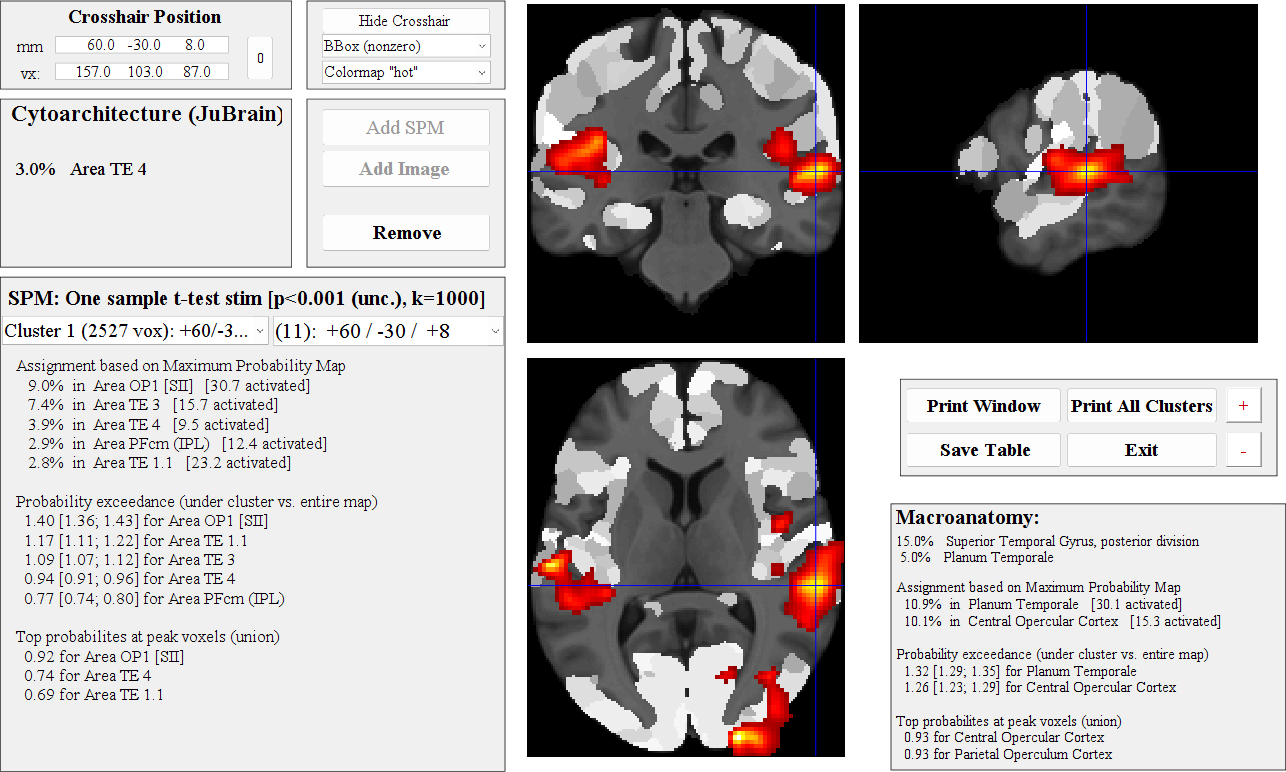 Crosshair Position
mm 60.0 -30.0 8.0
vx: 157.0 103.0 87.0
0
Hide Crosshair
BBox (nonzero)
Colormap "hot"
Cytoarchitecture (JuBrain)
3.0% Area TE 4
Add SPM
Add Image
Remove
SPM: One sample t-test stim [p<0.001 (unc.), k=1000]
Cluster 1 (2527 vox): +60/-3...
(11): +60 / -30 / +8
Assignment based on Maximum Probability Map
9.0% in Area OP1 [SII] [30.7 activated]
7.4% in Area TE 3 [15.7 activated]
3.9% in Area TE 4 [9.5 activated]
2.9% in Area PFcm (IPL) [12.4 activated]
2.8% in Area TE 1.1 [23.2 activated]
Probability exceedance (under cluster vs. entire map)
1.40 [1.36; 1.43] for Area OP1 [SII]
1.17 [1.11; 1.22] for Area TE 1.1
1.09 [1.07; 1.12] for Area TE 3
0.94 [0.91; 0.96] for Area TE 4
0.77 [0.74; 0.80] for Area PFcm (IPL)
Top probabilites at peak voxels (union)
0.92 for Area OP1 [SII]
0.74 for Area TE 4
0.69 for Area TE 1.1
Print Window
Print All Clusters
+
Save Table
Exit
-
Macroanatomy:
15.0% Superior Temporal Gyrus, posterior division
5.0% Planum Temporale
Assignment based on Maximum Probability Map
10.9% in Planum Temporale [30.1 activated]
10.1% in Central Opercular Cortex [15.3 activated]
Probability exceedance (under cluster vs. entire map)
1.32 [1.29; 1.35] for Planum Temporale
1.26 [1.23; 1.29] for Central Opercular Cortex
Top probabilites at peak voxels (union)
0.93 for Central Opercular Cortex
0.93 for Parietal Operculum Cortex